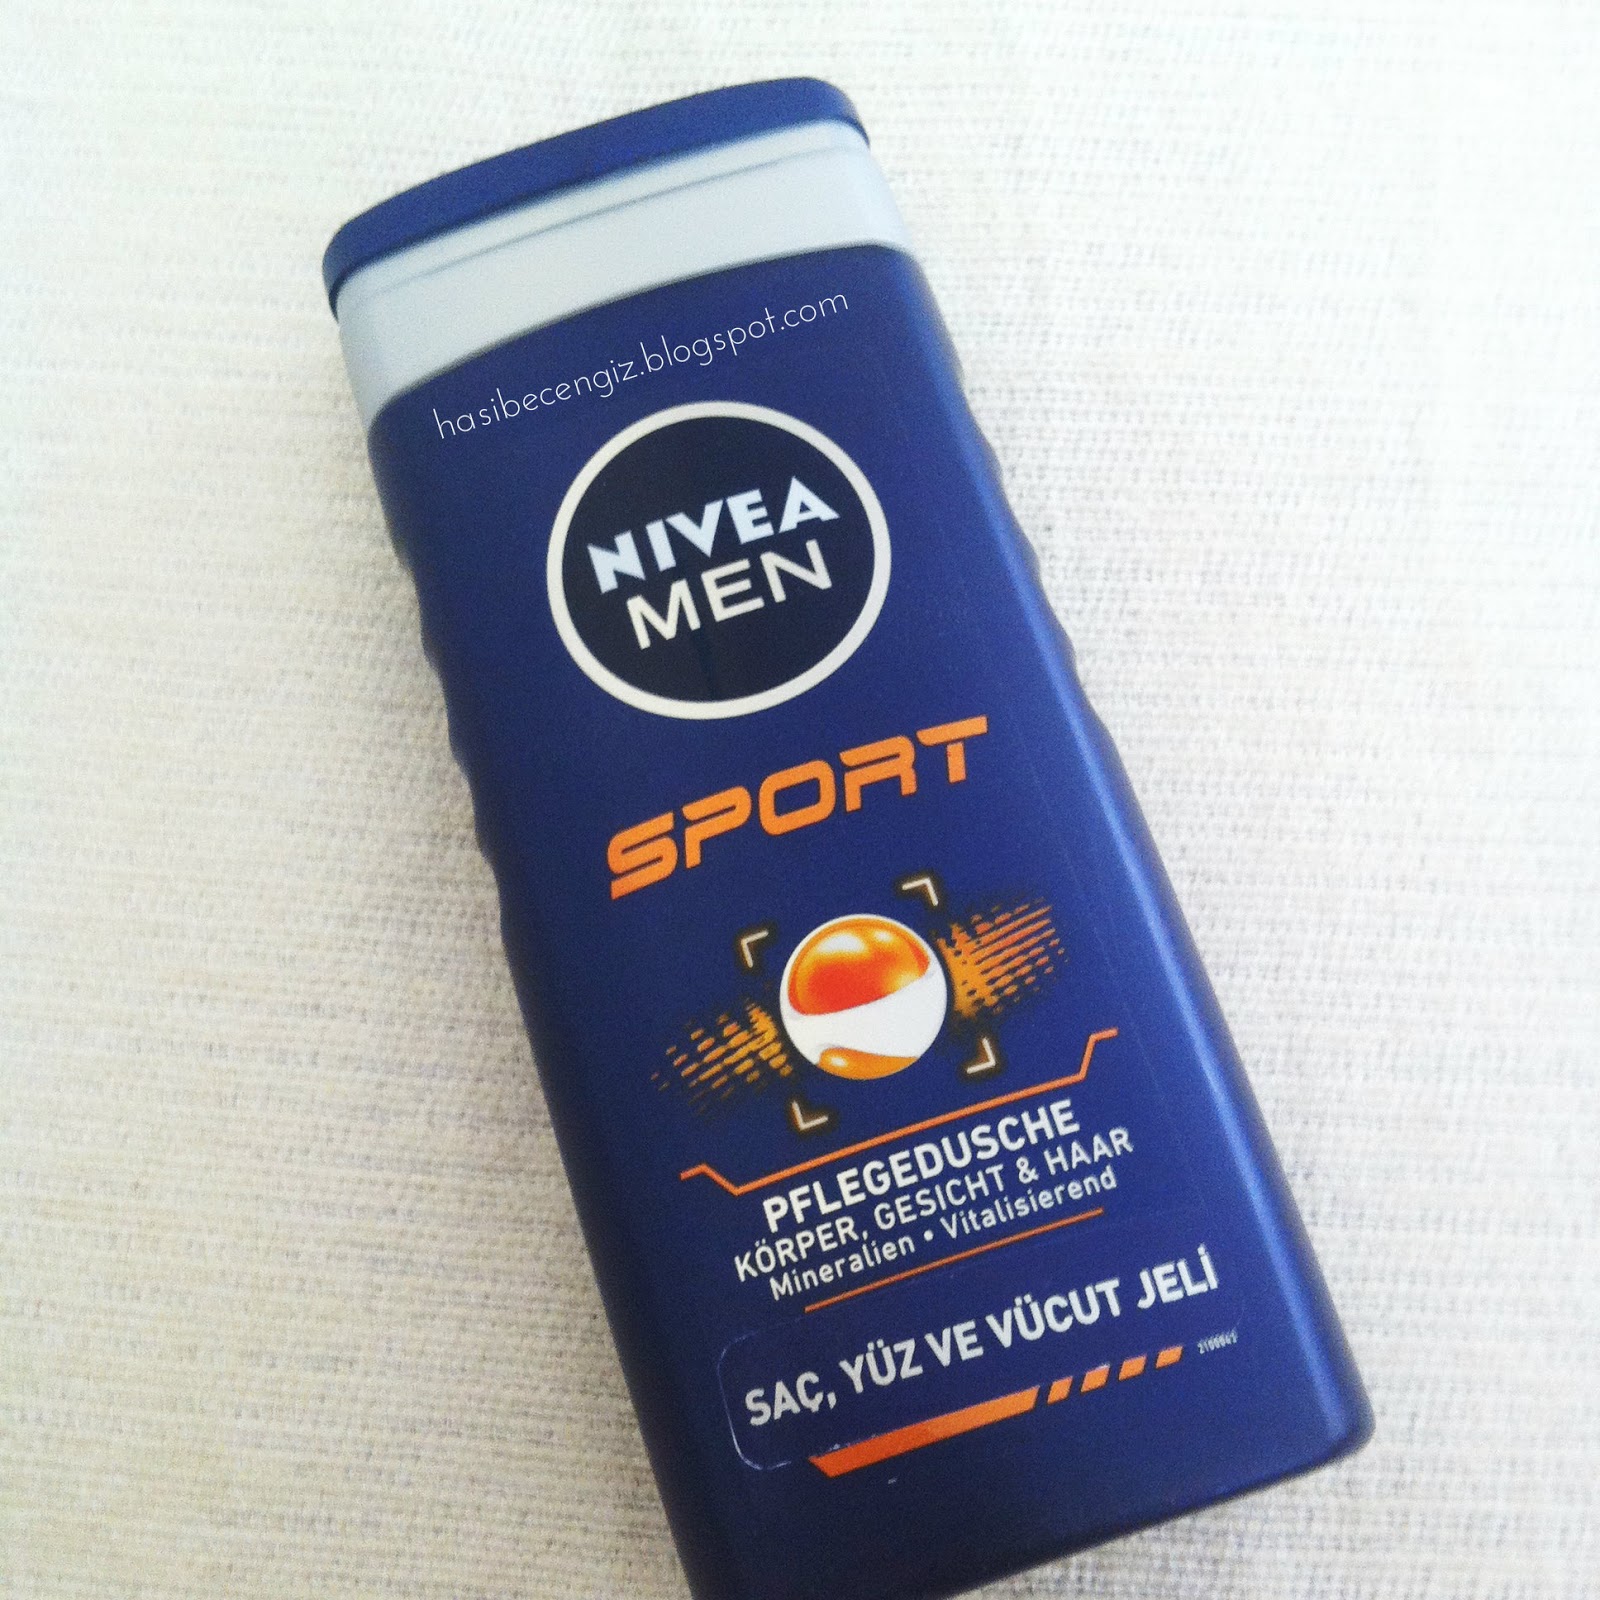 hasibecengiz.blogspot.com
NIVEA
MEN
SPORT
PFLEGEDUSCHE
KÖRPER, GESICHT & HAAR
Mineralien • Vitalisierend
SAÇ, YÜZ VE VÜCUT JELİ